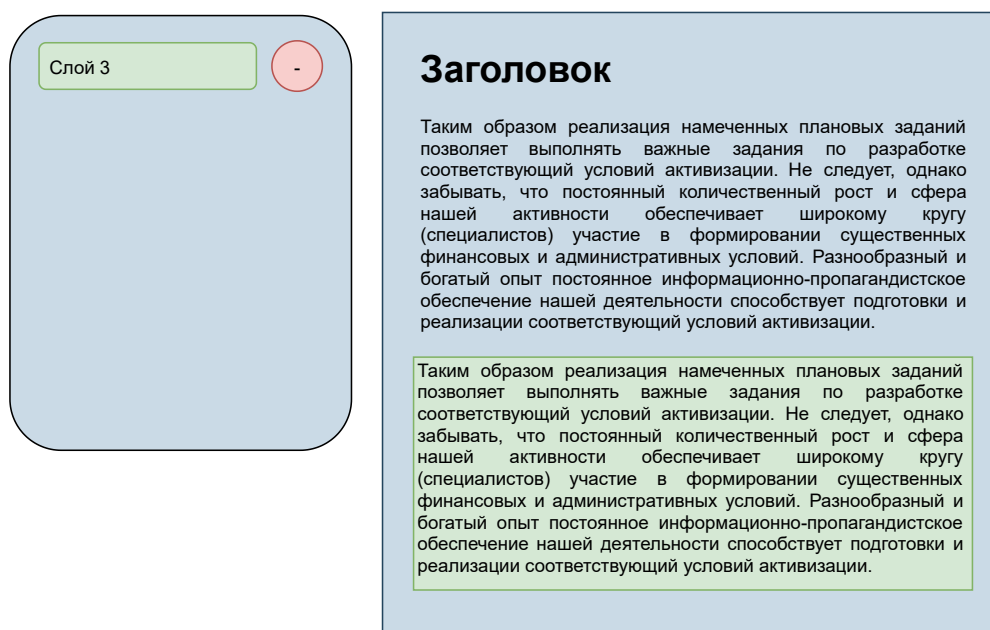 Слой 3
-
Заголовок
Таким образом реализация намеченных плановых заданий
позволяет выполнять важные задания по разработке
соответствующий условий активизации. Не следует, однако
забывать, что постоянный количественный рост и сфера
нашей активности обеспечивает широкому кругу
(специалистов) участие в формировании существенных
финансовых и административных условий. Разнообразный и
богатый опыт постоянное информационно-пропагандистское
обеспечение нашей деятельности способствует подготовки и
реализации соответствующий условий активизации.
Таким образом реализация намеченных плановых заданий
позволяет выполнять важные задания по разработке
соответствующий условий активизации. Не следует, однако
забывать, что постоянный количественный рост и сфера
нашей активности обеспечивает широкому кругу
(специалистов) участие в формировании существенных
финансовых и административных условий. Разнообразный и
богатый опыт постоянное информационно-пропагандистское
обеспечение нашей деятельности способствует подготовки и
реализации соответствующий условий активизации.